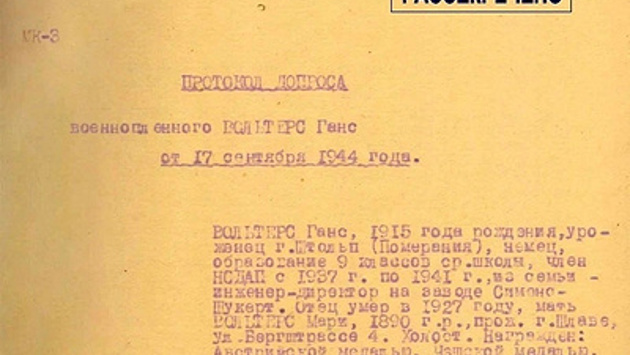 РАССЕКРЕЧЕНО
МК-3
ПРОТОКОЛ ДОПРОСА
военнопленного ВОЛЬТЕРС Ганс
от 17 сентября 1944 года.
ВОЛЬТЕРС Ганс, 1915 года рождения, уро-
женец г.Штольп (Померания), немец,
образование 9 классов ср.школы, член
НСДАП с 1937 г. по 1941 г., из семьи -
инженер-директор на заводе Симонс-
Шукерт. Отец умер в 1927 году, мать
ВОЛЬТЕРС Мари, 1890 г.р., прож. г.Шлаве,
ул.Бергштрассе 4. Холост. Награжден:
Австрийской медалью, Чешской медалью,